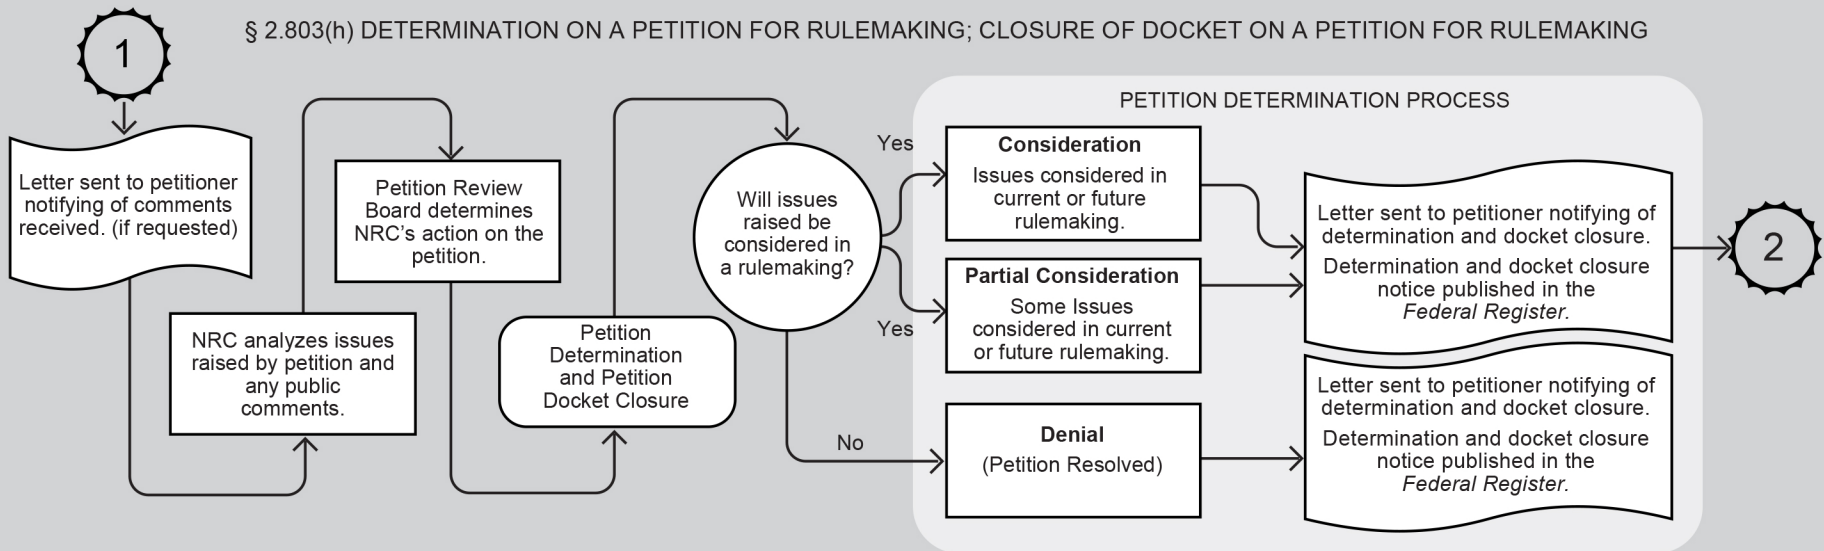 § 2.803(h) DETERMINATION ON A PETITION FOR RULEMAKING; CLOSURE OF DOCKET ON A PETITION FOR RULEMAKING
1
Letter sent to petitioner
notifying of comments
received. (if requested)
NRC analyzes issues
raised by petition and
any public
comments.
Petition Review
Board determines
NRC's action on the
petition.
Petition
Determination
and Petition
Docket Closure
Will issues
raised be
considered in
a rulemaking?
Yes
Yes
No
PETITION DETERMINATION PROCESS
Consideration
Issues considered in
current or future
rulemaking.
Partial Consideration
Some Issues
considered in current
or future rulemaking.
Denial
(Petition Resolved)
Letter sent to petitioner notifying of
determination and docket closure.
Determination and docket closure
notice published in the
Federal Register.
Letter sent to petitioner notifying of
determination and docket closure.
Determination and docket closure
notice published in the
Federal Register.
2